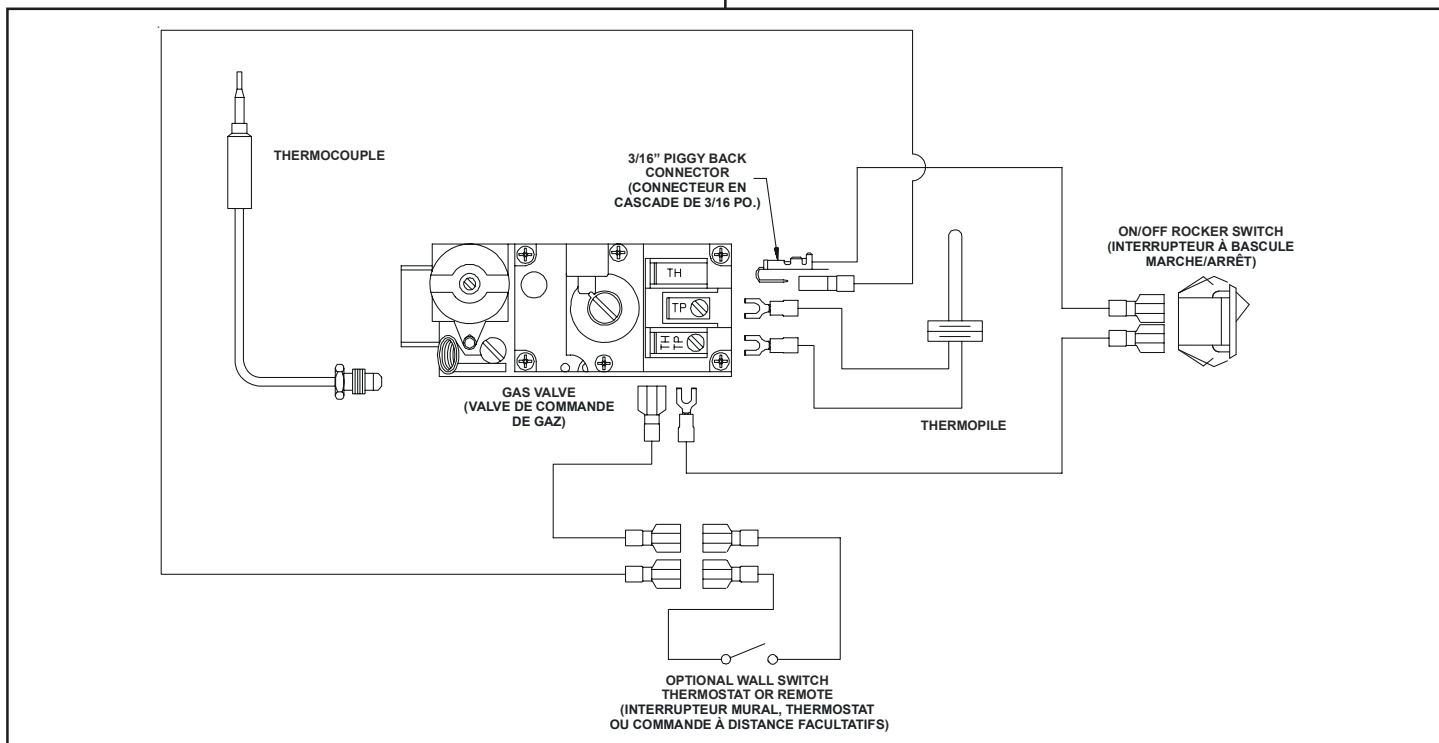 THERMOCOUPLE
3/16” PIGGY BACK
CONNECTOR
(CONNECTEUR EN
CASCADE DE 3/16 PO.)
ON/OFF ROCKER SWITCH
(INTERRUPTEUR À BASCULE
MARCHE/ARRÊT)
TH
TP
TH
TP
GAS VALVE
(VALVE DE COMMANDE
DE GAZ)
THERMOPILE
OPTIONAL WALL SWITCH
THERMOSTAT OR REMOTE
(INTERRUPTEUR MURAL, THERMOSTAT
OU COMMANDE À DISTANCE FACULTATIFS)